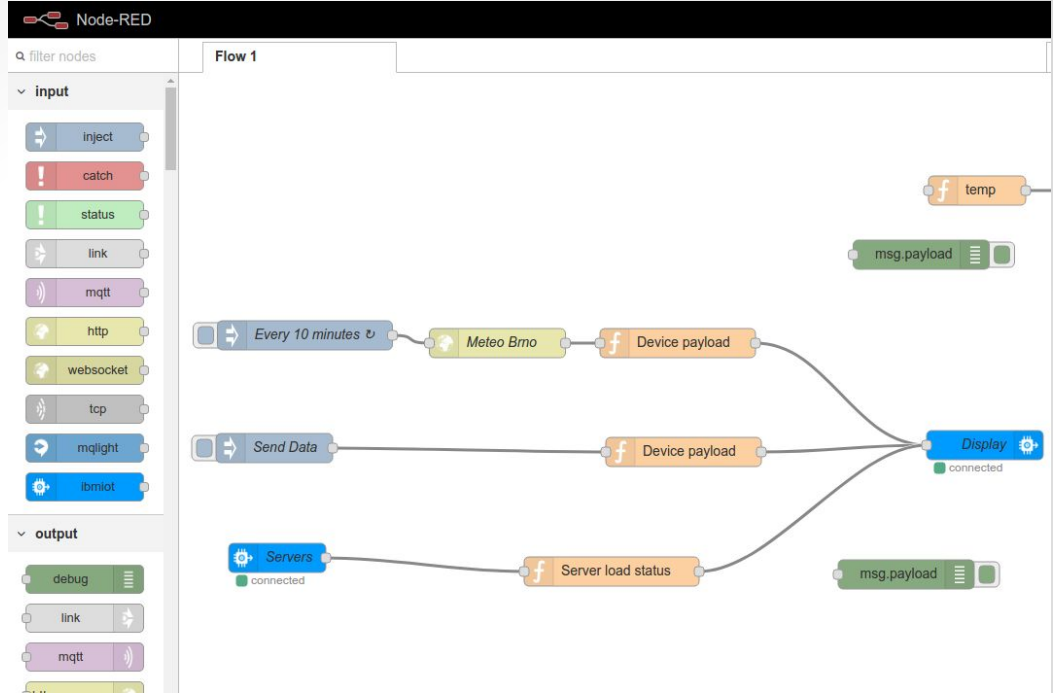 Node-RED
filter nodes
Flow 1
input
inject
catch
status
link
mqtt
http
websocket
tcp
mqlight
ibmiot
output
debug
link
mqtt
temp
msg.payload
Every 10 minutes ↻
Meteo Brno
Device payload
Send Data
Device payload
Display
connected
Servers
connected
Server load status
msg.payload